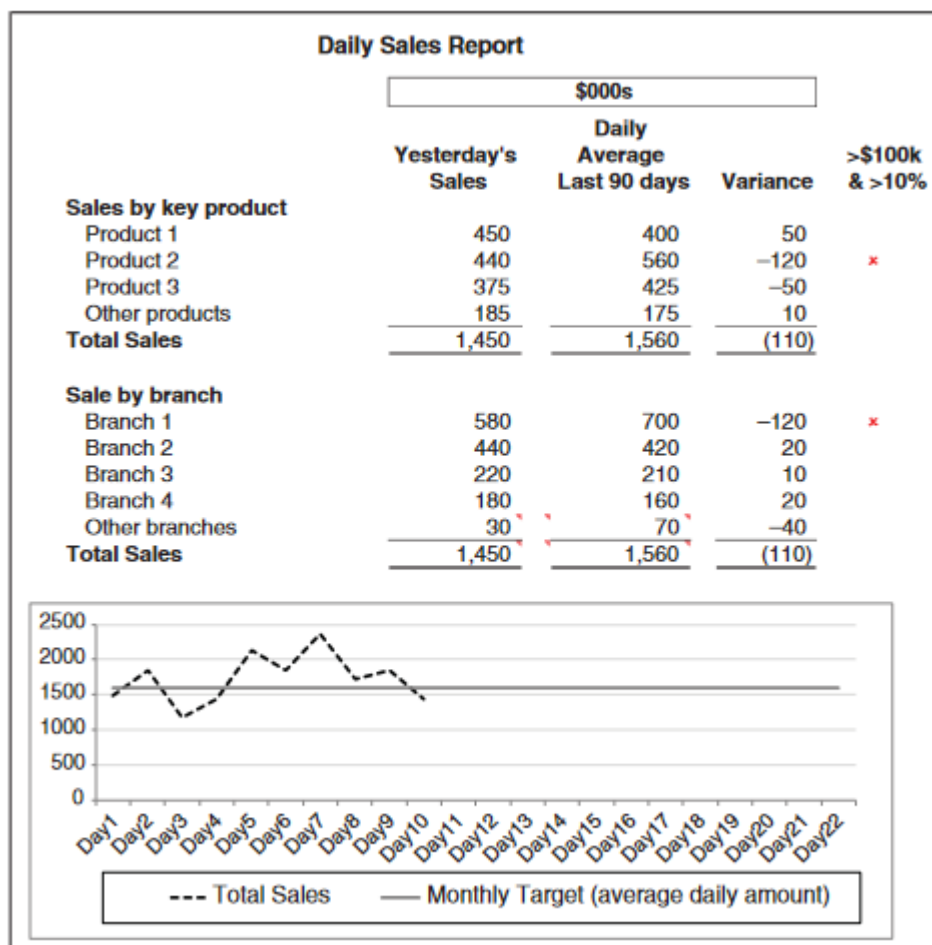 Daily Sales Report
$000s
Daily
Yesterday's Average >$100k
Sales Last 90 days Variance & >10%
Sales by key product
Product 1 450 400 50
Product 2 440 560 –120 ×
Product 3 375 425 –50
Other products 185 175 10
Total Sales 1,450 1,560 (110)
Sale by branch
Branch 1 580 700 –120 ×
Branch 2 440 420 20
Branch 3 220 210 10
Branch 4 180 160 20
Other branches 30 70 –40
Total Sales 1,450 1,560 (110)
2500
2000
1500
1000
500
0
Day1 Day2 Day3 Day4 Day5 Day6 Day7 Day8 Day9 Day10 Day11 Day12 Day13 Day14 Day15 Day16 Day17 Day18 Day19 Day20 Day21 Day22
Total Sales Monthly Target (average daily amount)